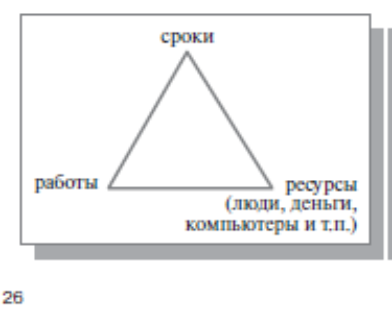 сроки
работы
ресурсы
(люди, деньги,
компьютеры и т.п.)
26